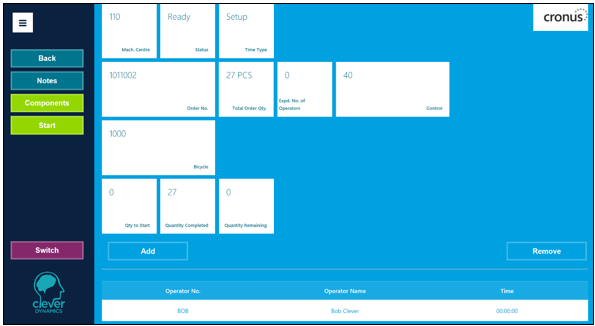 110 Ready Setup
Mach. Centre Status Time Type
cronus
Back
Notes
Components
Start
1011002 27 PCS 0 40
Order No. Total Order Qty. Expd. No. of Operators Control
1000
Bicycle
0 27 0
Qty to Start Quantity Completed Quantity Remaining
Switch Add Remove
clever
DYNAMICS
Operator No. Operator Name Time
BOB Bob Clever 00:00:00